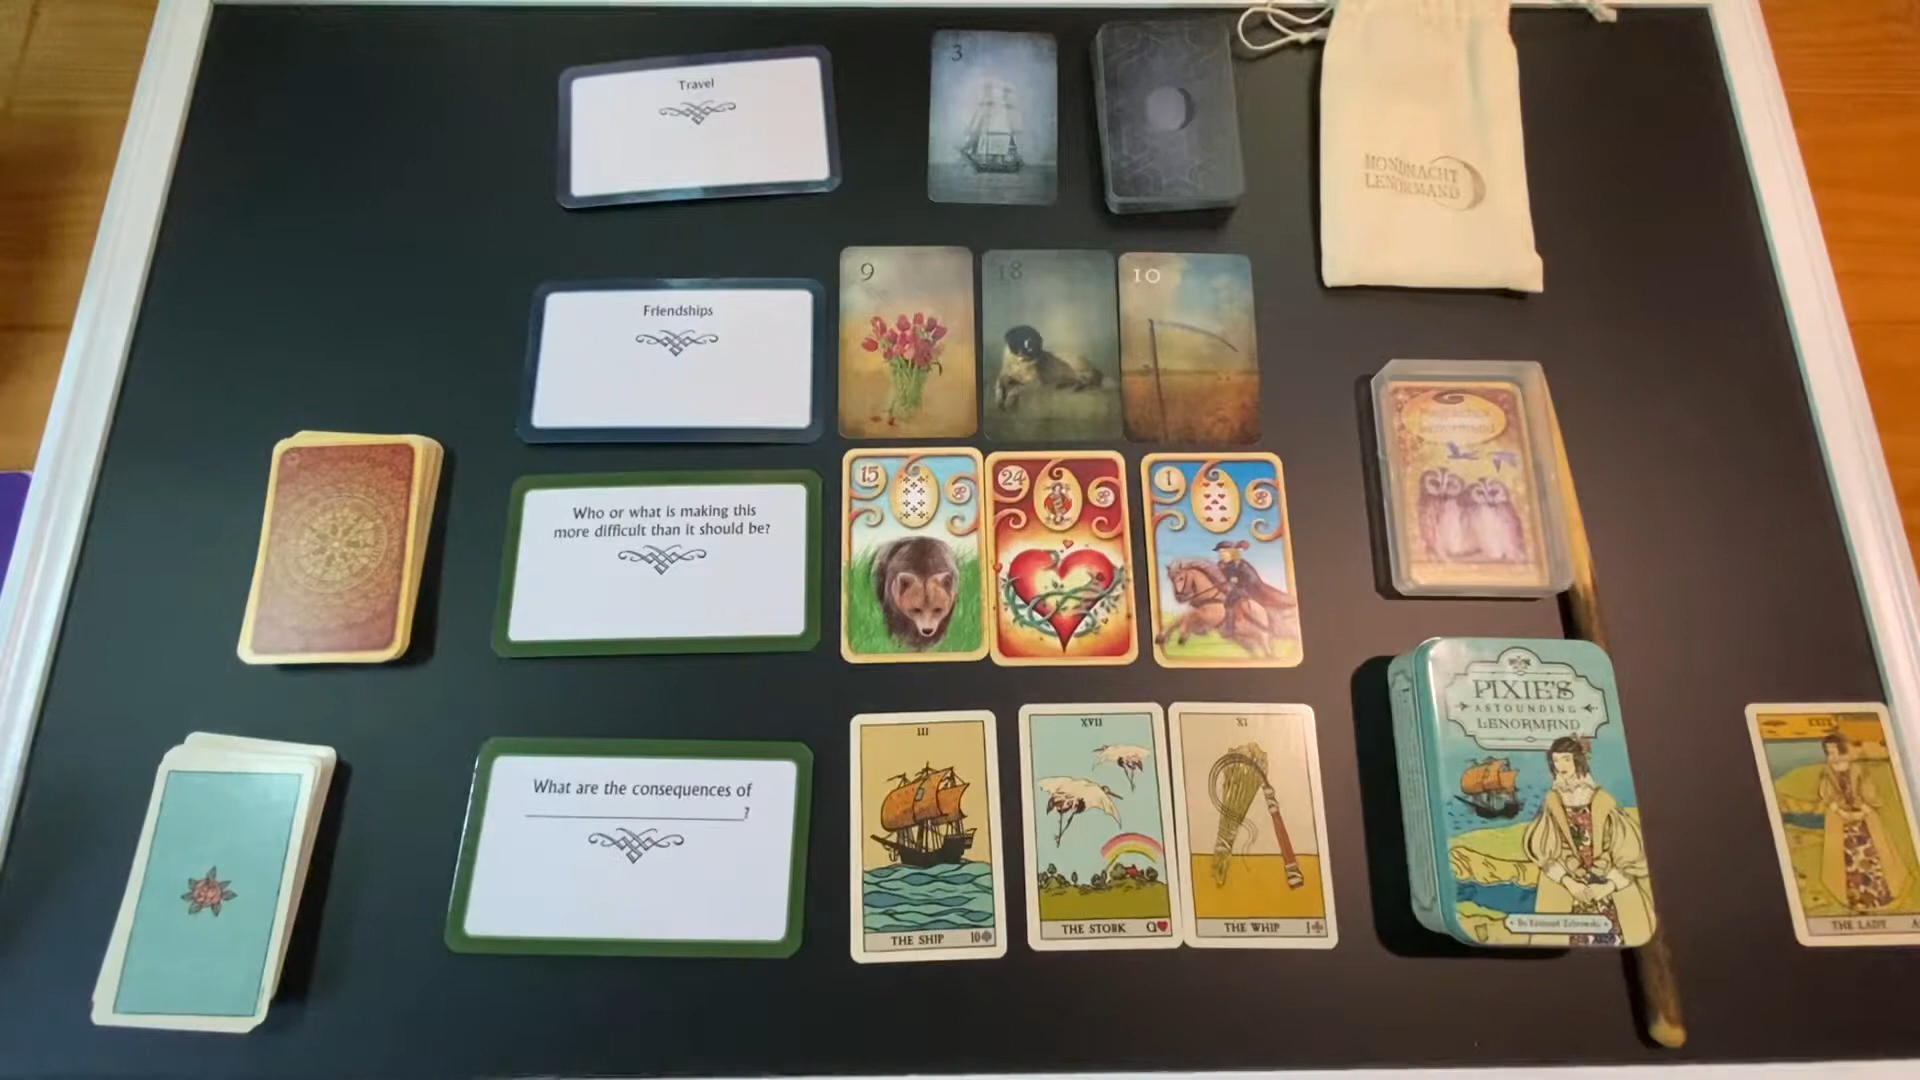 Travel
3
MONDNACHT
LENORMAND
Friendships
9
18
10
Who or what is making this
more difficult than it should be?
15
24
1
PIXIE'S
ASTOUNDING
LENORMAND
What are the consequences of
____________________?
III
THE SHIP 10
XVII
THE STORK Q
XI
THE WHIP J
THE LADY A